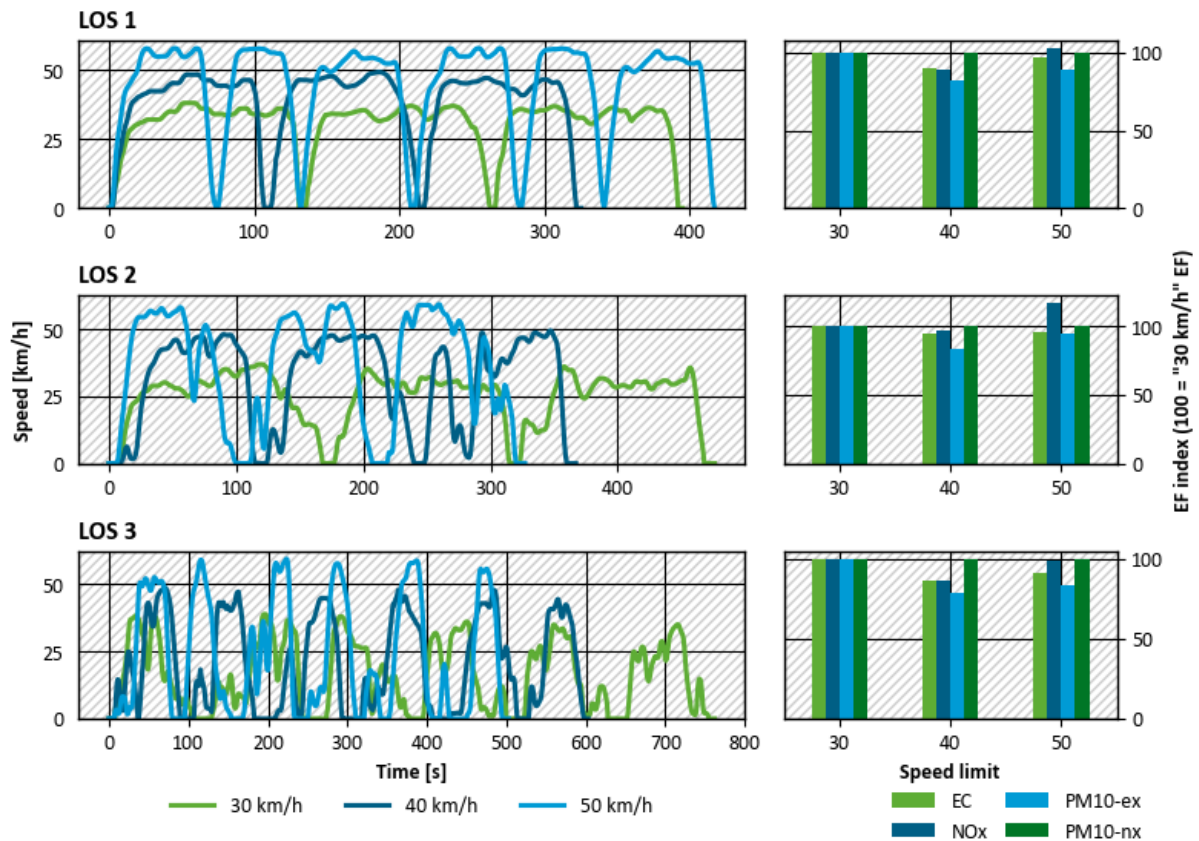 LOS 1
50
25
0
0 100 200 300 400
100
50
0
30 40 50
LOS 2
50
25
0
0 100 200 300 400
100
50
0
30 40 50
LOS 3
50
25
0
0 100 200 300 400 500 600 700 800
100
50
0
30 40 50
Speed [km/h]
EF index (100 = "30 km/h" EF)
Time [s]
Speed limit
30 km/h 40 km/h 50 km/h
EC PM10-ex
NOx PM10-nx